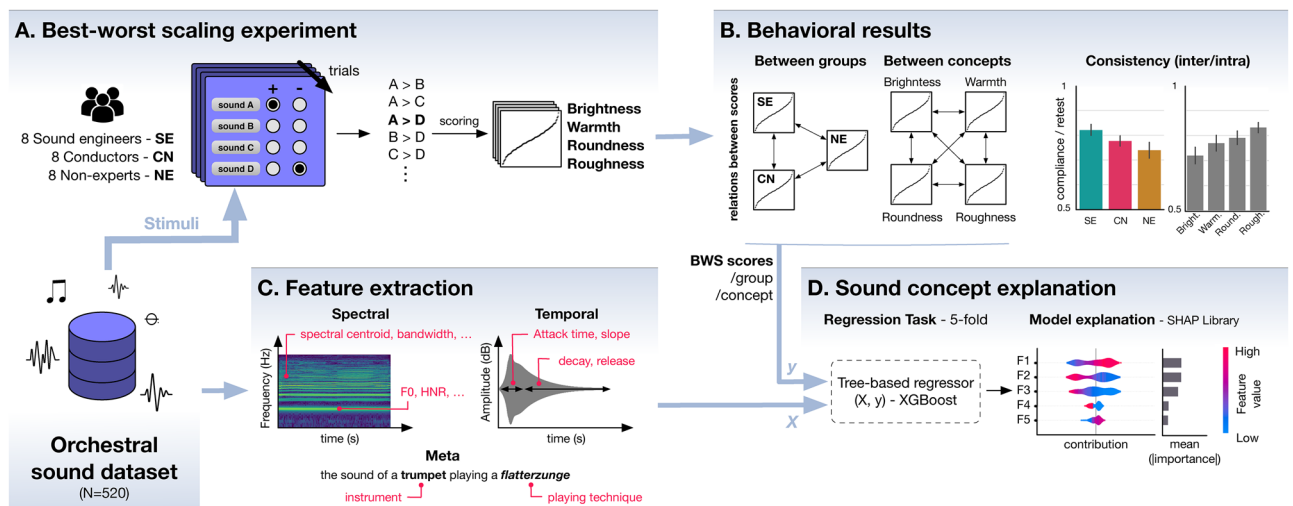 A. Best-worst scaling experiment
trials
+ -
sound A
sound B
sound C
sound D
8 Sound engineers - SE
8 Conductors - CN
8 Non-experts - NE
A > B
A > C
A > D
B > D
C > D
scoring
Brightness
Warmth
Roundness
Roughness
Stimuli
Orchestral
sound dataset
(N=520)
B. Behavioral results
Between groups
Between concepts
Consistency (inter/intra)
relations between scores
SE
NE
CN
Brighntess
Warmth
Roundness
Roughness
compliance / retest
1
0.5
SE
CN
NE
1
0.5
Bright.
Warm.
Round.
Rough.
BWS scores
/group
/concept
C. Feature extraction
Spectral
spectral centroid, bandwidth, ...
Frequency (Hz)
F0, HNR, ...
time (s)
Temporal
Attack time, slope
decay, release
Amplitude (dB)
time (s)
Meta
the sound of a trumpet playing a flatterzunge
instrument
playing technique
D. Sound concept explanation
Regression Task - 5-fold
Model explanation - SHAP Library
y
X
Tree-based regressor
(X, y) - XGBoost
F1
F2
F3
F4
F5
contribution
mean
(|importance|)
High
Feature
value
Low